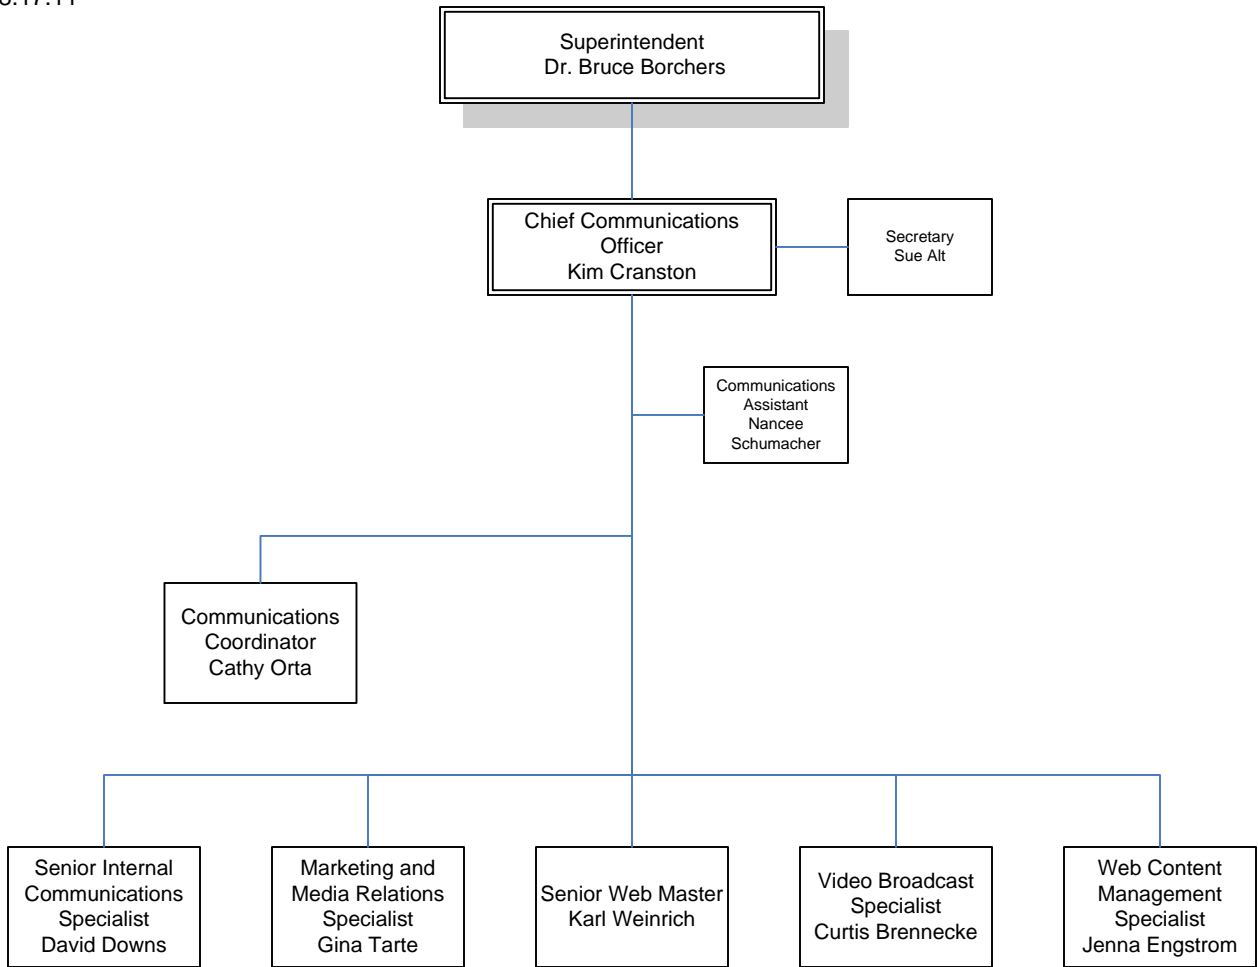 Superintendent
Dr. Bruce Borchers
Chief Communications
Officer
Kim Cranston
Secretary
Sue Alt
Communications
Assistant
Nancee
Schumacher
Communications
Coordinator
Cathy Orta
Senior Internal
Communications
Specialist
David Downs
Marketing and
Media Relations
Specialist
Gina Tarte
Senior Web Master
Karl Weinrich
Video Broadcast
Specialist
Curtis Brennecke
Web Content
Management
Specialist
Jenna Engstrom